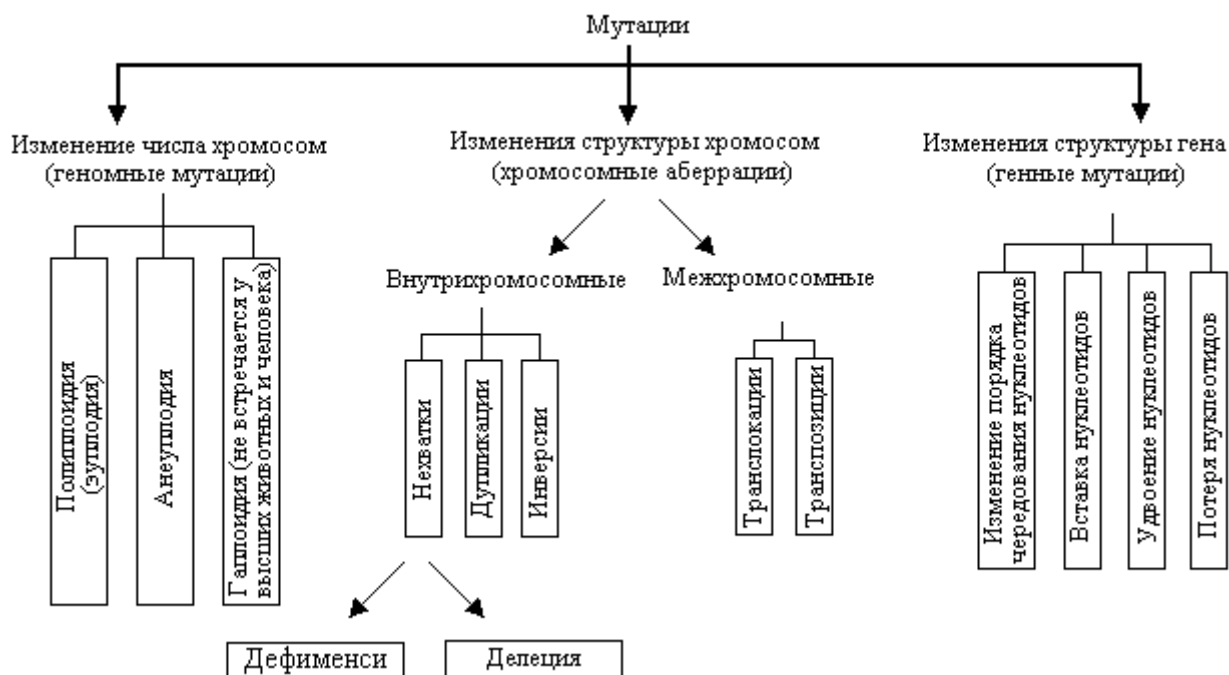 Мутации
Изменение числа хромосом
(геномные мутации)
Изменения структуры хромосом
(хромосомные аберрации)
Изменения структуры гена
(генные мутации)
Полиплоидия
(эуплодия)
Анеуплодия
Гаплоидия (не встречается у
высших животных и человека)
Внутрихромосомные
Межхромосомные
Нехватки
Дупликации
Инверсии
Транслокации
Транспозиции
Изменение порядка
чередования нуклеотидов
Вставка нуклеотидов
Удвоение нуклеотидов
Потеря нуклеотидов
Дефименси
Делеция